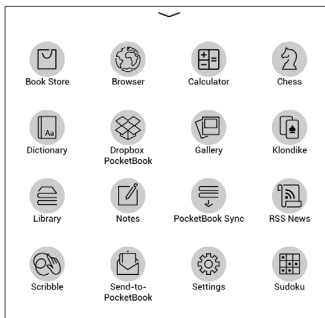 Book Store Browser Calculator Chess
Aa
Dictionary Dropbox Gallery Klondike
PocketBook
Library Notes PocketBook Sync RSS News
Scribble Send-to- Settings Sudoku
PocketBook